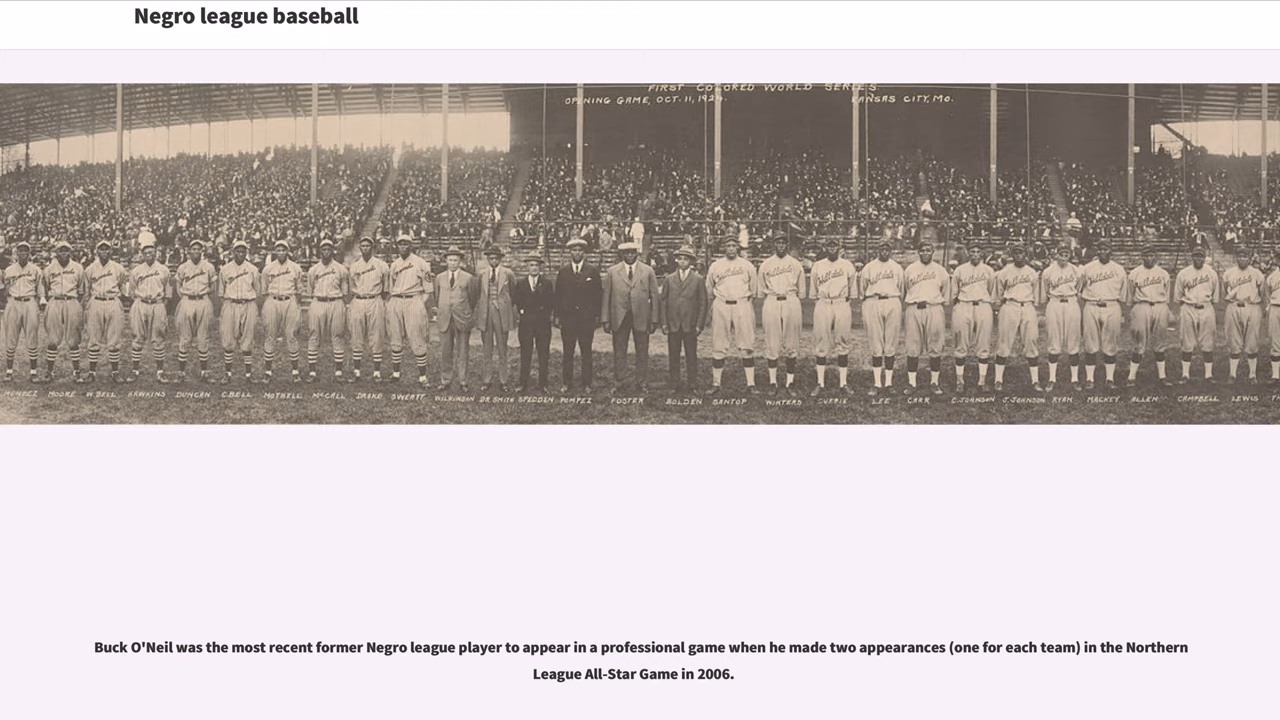 Negro league baseball
FIRST COLORED WORLD SERIES
OPENING GAME, OCT. 11, 1924. KANSAS CITY, MO.
MENDEZ MOORE W. BELL HAWKINS DUNCAN C. BELL MOTHELL McCALL DRAKE SWEATT WILKINSON DR SMITH SPEDDEN POMPEZ FOSTER BOLDEN SANTOP WINTERS CURRIE LEE CARR C. JOHNSON J. JOHNSON RYAN MACKEY ALLEN CAMPBELL LEWIS
Buck O'Neil was the most recent former Negro league player to appear in a professional game when he made two appearances (one for each team) in the Northern
League All-Star Game in 2006.